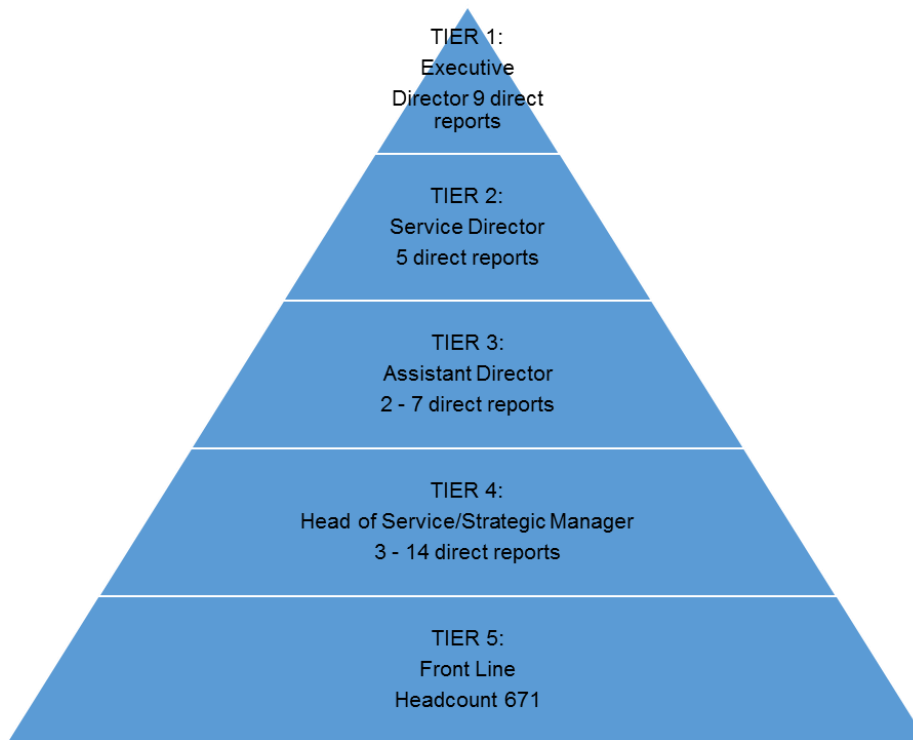 TIER 1:
Executive
Director 9 direct
reports
TIER 2:
Service Director
5 direct reports
TIER 3:
Assistant Director
2 - 7 direct reports
TIER 4:
Head of Service/Strategic Manager
3 - 14 direct reports
TIER 5:
Front Line
Headcount 671